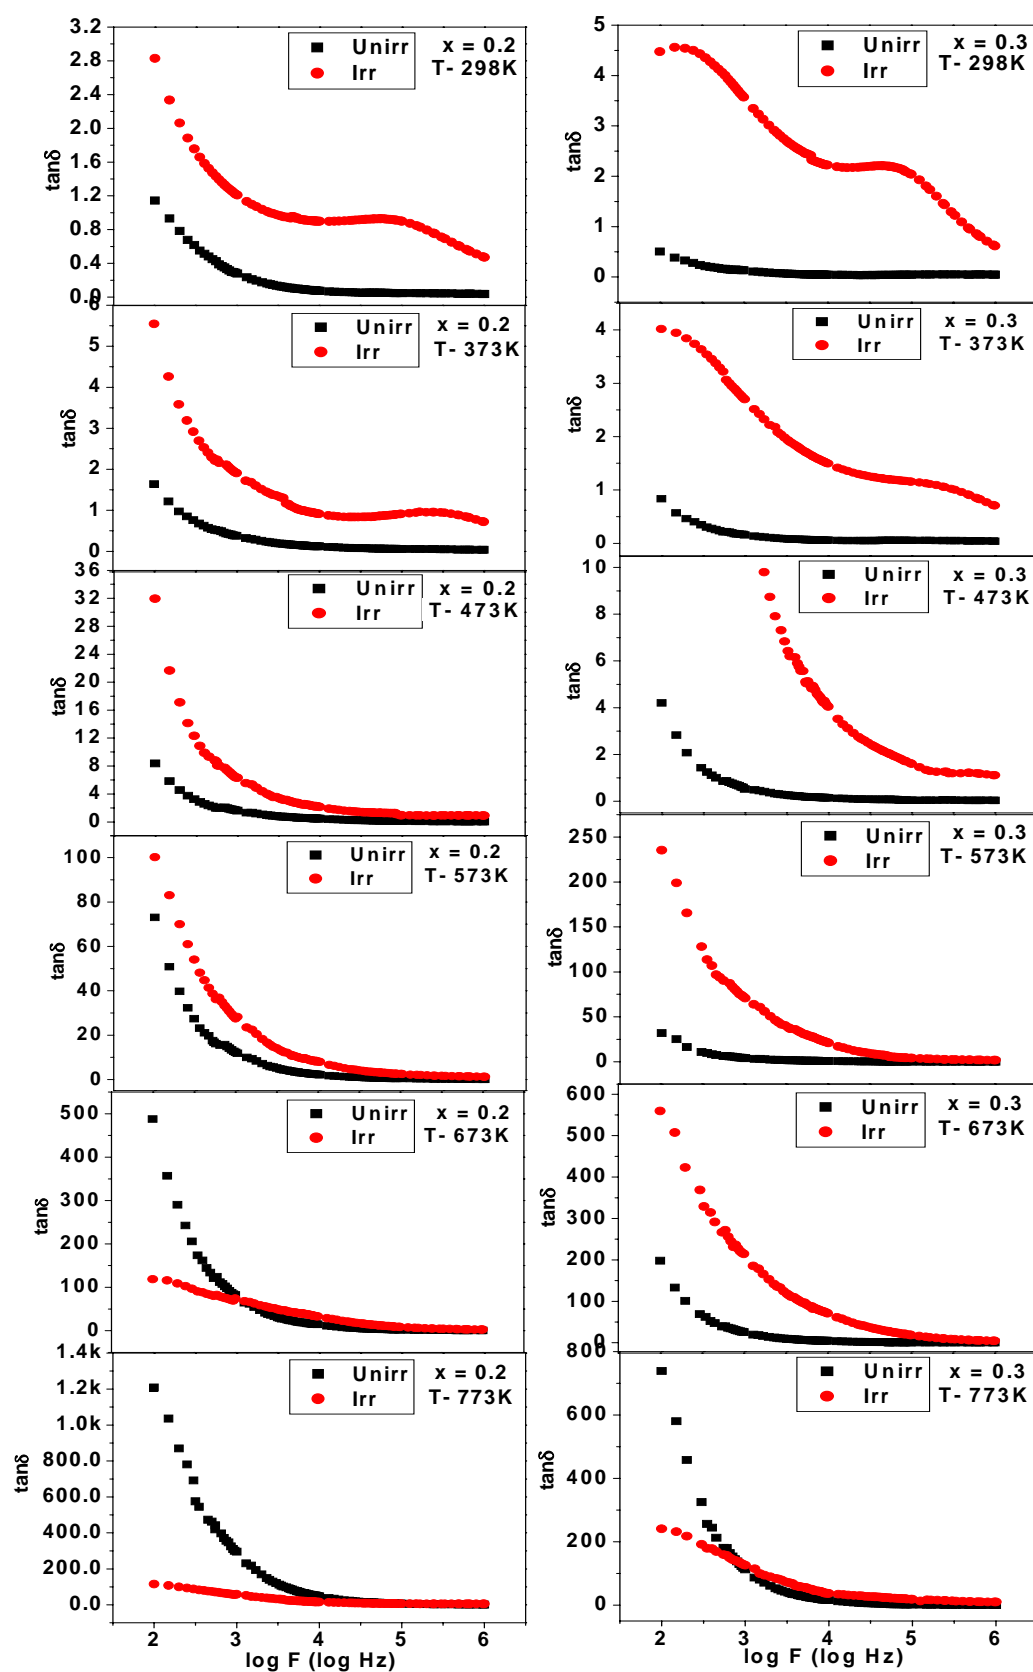 3.2
2.8
2.4
2.0
1.6
1.2
0.8
0.4
0.0
tanδ
Unirr
Irr
x = 0.2
T- 298K
6
5
4
3
2
1
0
tanδ
Unirr
Irr
x = 0.2
T- 373K
36
32
28
24
20
16
12
8
4
0
tanδ
Unirr
Irr
x = 0.2
T- 473K
100
80
60
40
20
0
tanδ
Unirr
Irr
x = 0.2
T- 573K
500
400
300
200
100
0
tanδ
Unirr
Irr
x = 0.2
T- 673K
1.4k
1.2k
1.0k
800.0
600.0
400.0
200.0
0.0
tanδ
Unirr
Irr
x = 0.2
T- 773K
2 3 4 5 6
log F (log Hz)
5
4
3
2
1
0
tanδ
Unirr
Irr
x = 0.3
T- 298K
4
3
2
1
0
tanδ
Unirr
Irr
x = 0.3
T- 373K
10
8
6
4
2
0
tanδ
Unirr
Irr
x = 0.3
T- 473K
250
200
150
100
50
0
tanδ
Unirr
Irr
x = 0.3
T- 573K
600
500
400
300
200
100
0
tanδ
Unirr
Irr
x = 0.3
T- 673K
600
400
200
0
tanδ
Unirr
Irr
x = 0.3
T- 773K
2 3 4 5 6
log F (log Hz)